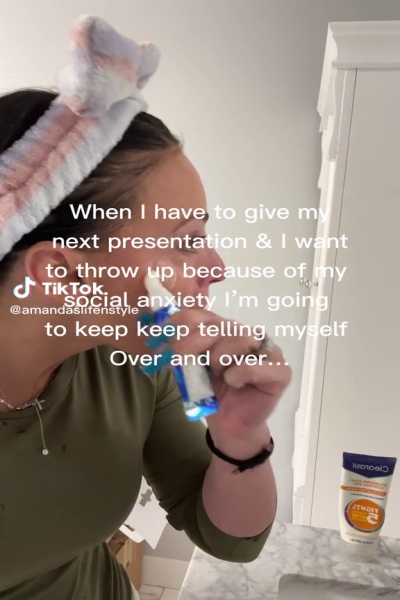 When I have to give my
next presentation & I want
to throw up because of my
TikTok
social anxiety I'm going
@amandaslifenstyle
to keep keep telling myself
Over and over...
Clearasil
5